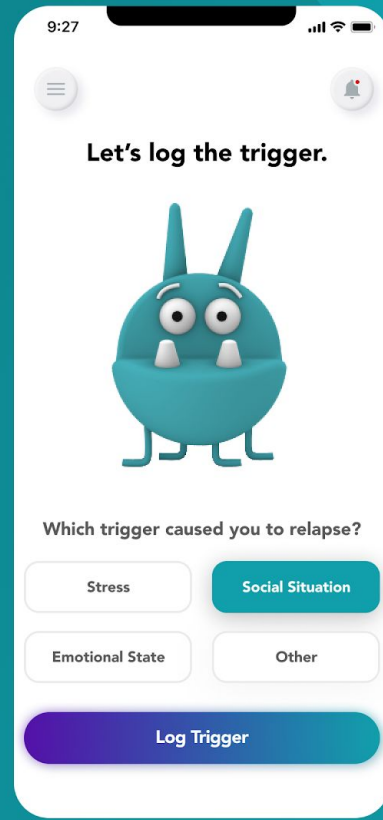 9:27
Let's log the trigger.
Which trigger caused you to relapse?
Stress
Social Situation
Emotional State
Other
Log Trigger